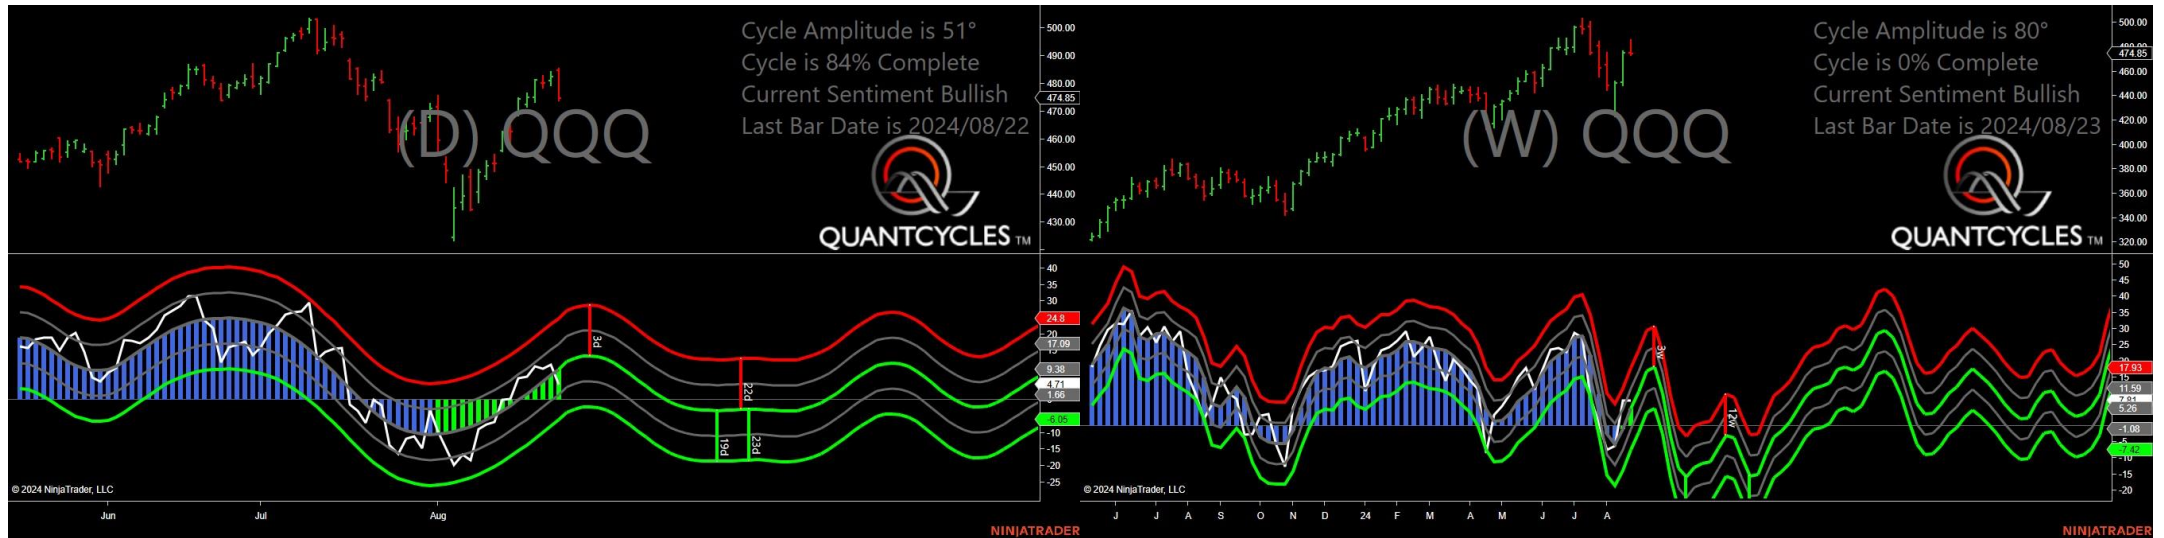 Cycle Amplitude is 51°
Cycle is 84% Complete
Current Sentiment Bullish
Last Bar Date is 2024/08/22
(D) QQQ
QUANTCYCLES TM
500.00
490.00
480.00
474.85
470.00
460.00
450.00
440.00
430.00
40
35
30
24.8
20
17.09
15
9.38
4.71
1.66
-6.05
-10
-15
-20
-25
3d
22d
19d
23d
© 2024 NinjaTrader, LLC
Jun Jul Aug
NINJATRADER
Cycle Amplitude is 80°
Cycle is 0% Complete
Current Sentiment Bullish
Last Bar Date is 2024/08/23
(W) QQQ
QUANTCYCLES TM
500.00
474.85
460.00
440.00
420.00
400.00
380.00
360.00
340.00
320.00
50
45
40
35
30
25
17.93
15
11.59
5.26
-1.08
-7.42
-15
-20
3w
12w
© 2024 NinjaTrader, LLC
J J A S O N D 24 F M A M J J A
NINJATRADER